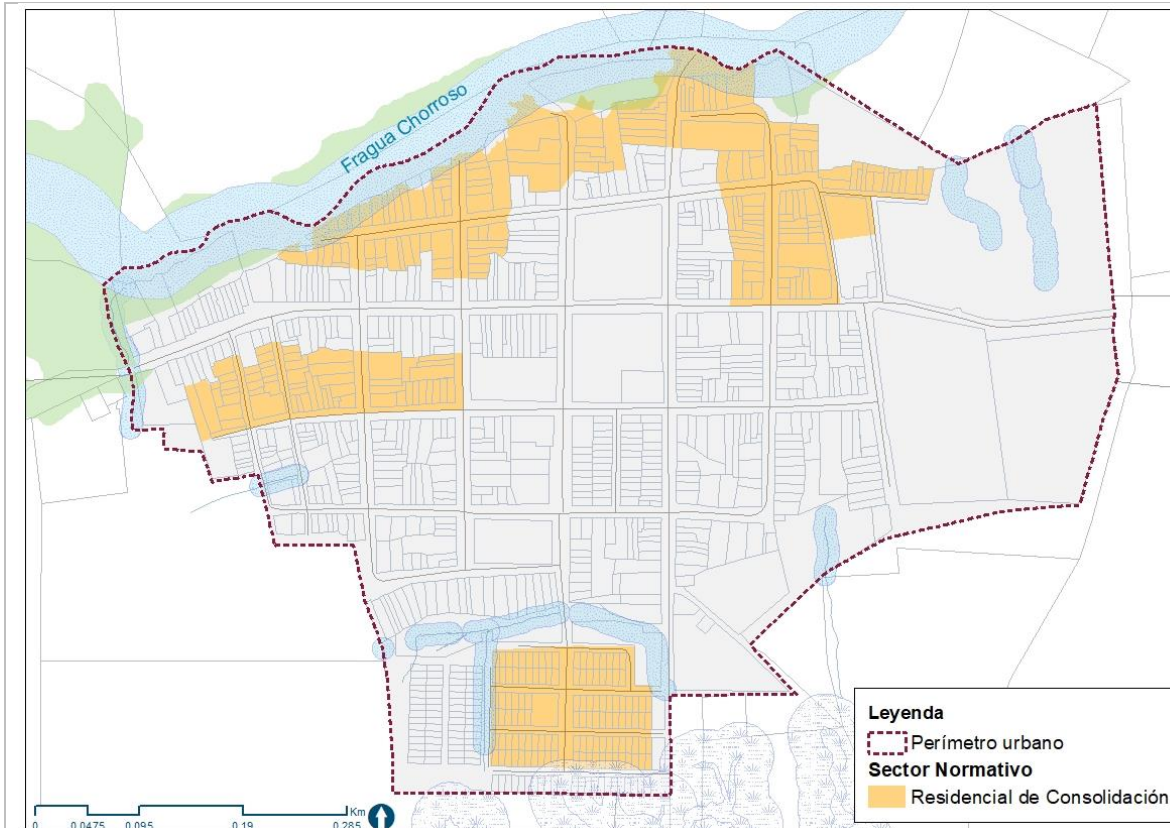 Fragua Chorroso
Leyenda
Perímetro urbano
Sector Normativo
Residencial de Consolidación
Km
0 0.0475 0.095 0.19 0.285